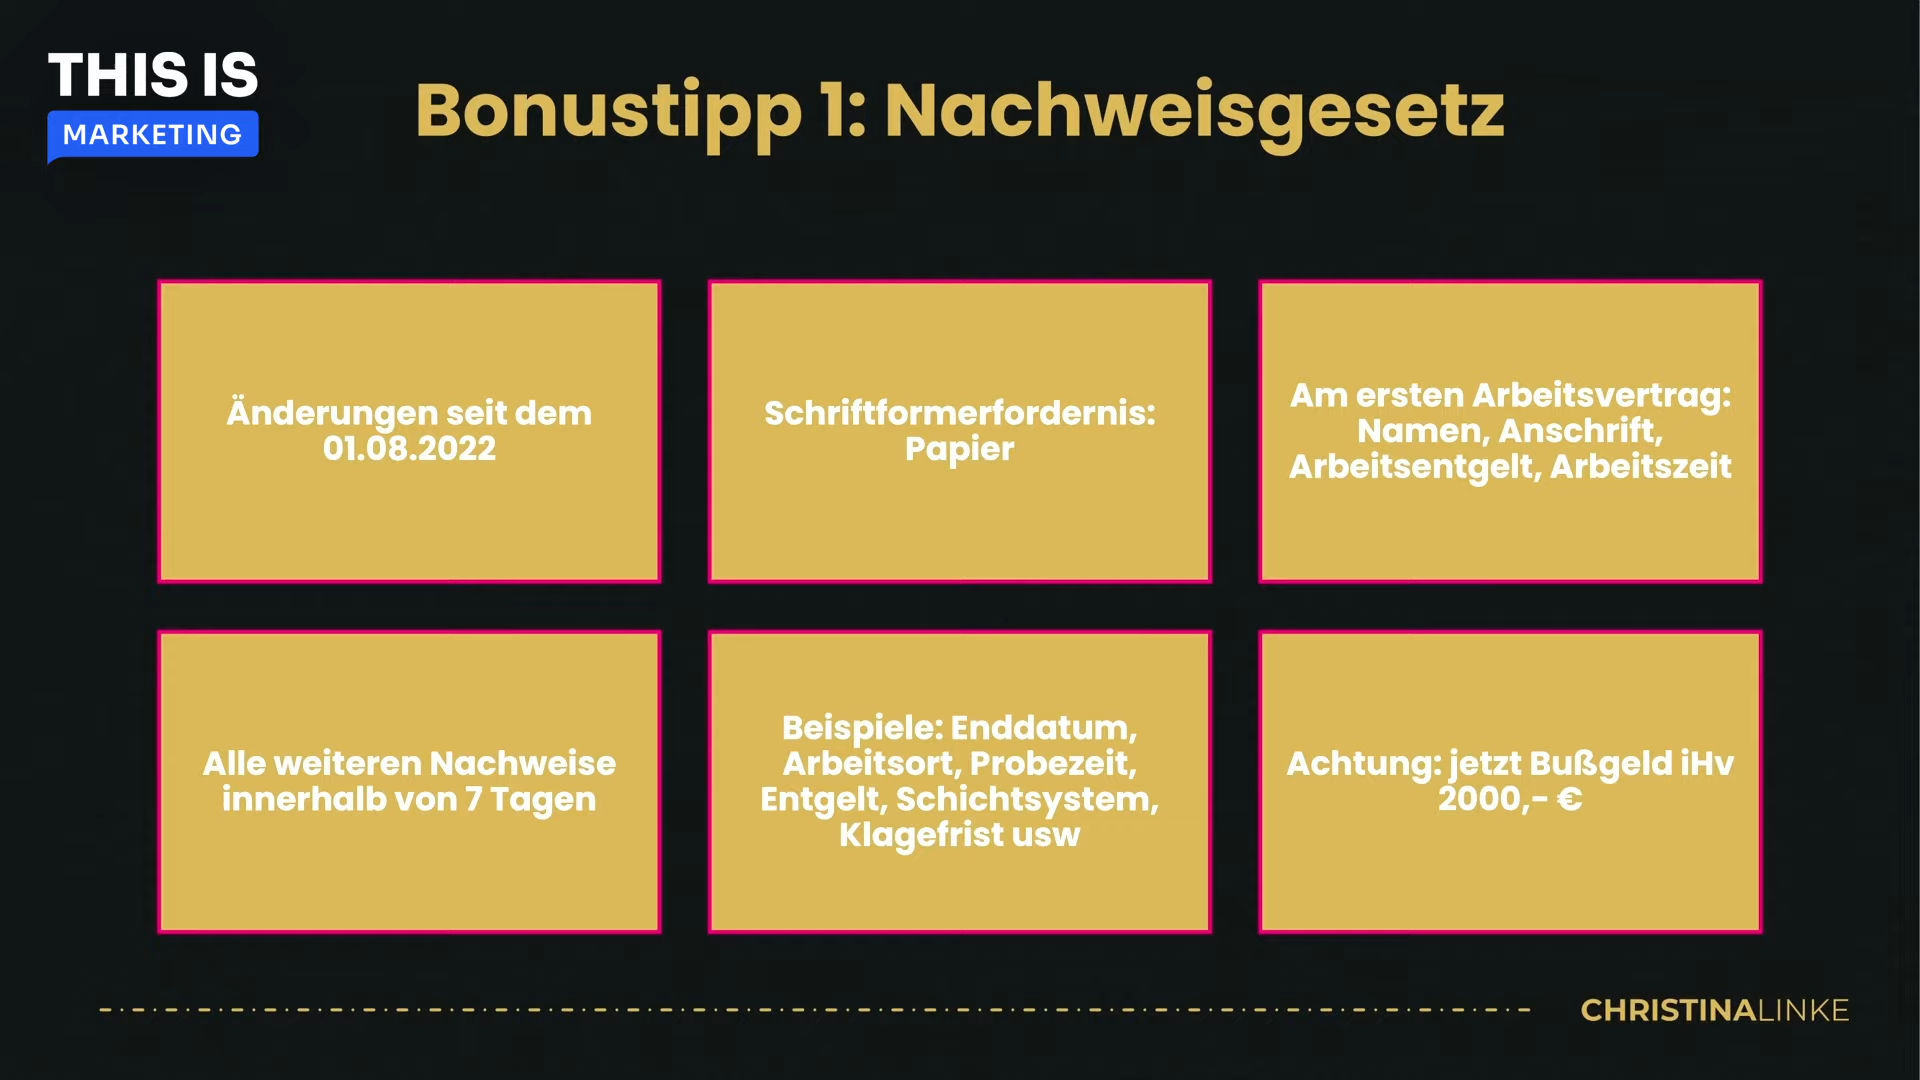 THIS IS
MARKETING
Bonustipp 1: Nachweisgesetz
Änderungen seit dem
01.08.2022
Schriftformerfordernis:
Papier
Am ersten Arbeitsvertrag:
Namen, Anschrift,
Arbeitsentgelt, Arbeitszeit
Alle weiteren Nachweise
innerhalb von 7 Tagen
Beispiele: Enddatum,
Arbeitsort, Probezeit,
Entgelt, Schichtsystem,
Klagefrist usw
Achtung: jetzt Bußgeld iHv
2000,- €
CHRISTINALINKE